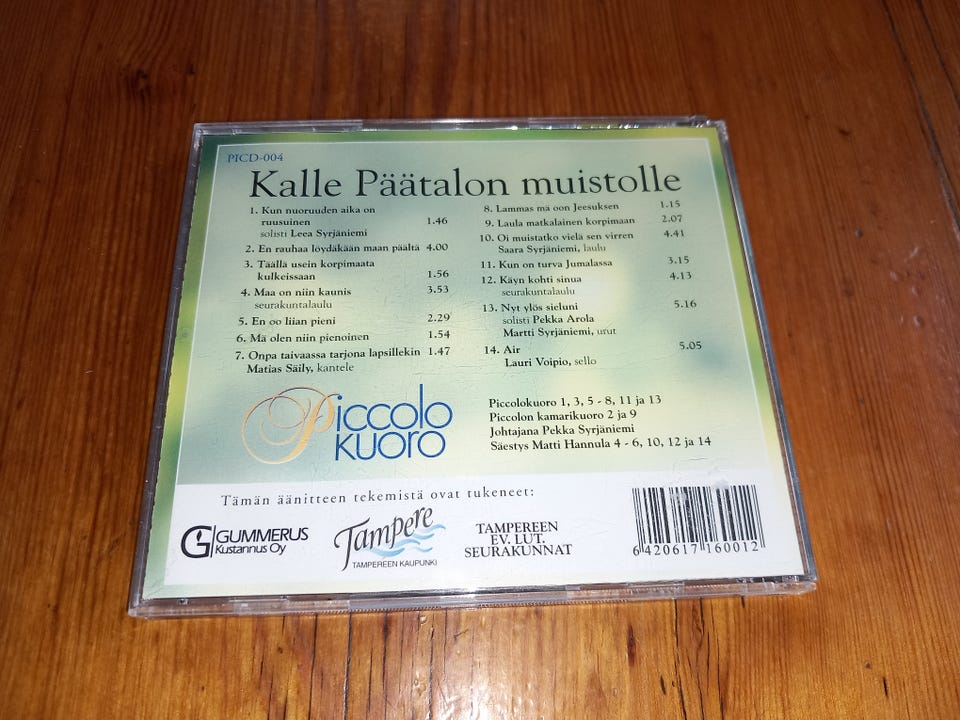 PICD-004
Kalle Päätalon muistolle
1. Kun nuoruuden aika on
ruusuinen 1.46
solisti Leea Syrjäniemi
2. En rauhaa löydäkään maan päältä 4.00
3. Täällä usein korpimaata
kulkeissaan 1.56
4. Maa on niin kaunis 3.53
seurakuntalaulu
5. En oo liian pieni 2.29
6. Mä olen niin pienoinen 1.54
7. Onpa taivaassa tarjona lapsillekin 1.47
Matias Säily, kantele
8. Lammas mä oon Jeesuksen 1.15
9. Laula matkalainen korpimaan 2.07
10. Oi muistatko vielä sen virren 4.41
Saara Syrjäniemi, laulu
11. Kun on turva Jumalassa 3.15
12. Käyn kohti sinua 4.13
seurakuntalaulu
13. Nyt ylös sieluni 5.16
solisti Pekka Arola
Martti Syrjäniemi, urut
14. Air 5.05
Lauri Voipio, sello
Piccolo
kuoro
Piccolokuoro 1, 3, 5 - 8, 11 ja 13
Piccolon kamarikuoro 2 ja 9
Johtajana Pekka Syrjäniemi
Säestys Matti Hannula 4 - 6, 10, 12 ja 14
Tämän äänitteen tekemistä ovat tukeneet:
GUMMERUS
Kustannus Oy
Tampere
TAMPEREEN KAUPUNKI
TAMPEREEN
EV. LUT.
SEURAKUNNAT
6 420617 160012